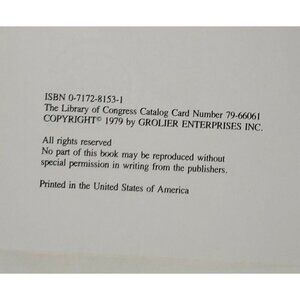 ISBN 0-7172-8153-1
The Library of Congress Catalog Card Number 79-66061
COPYRIGHT© 1979 by GROLIER ENTERPRISES INC.
All rights reserved
No part of this book may be reproduced without
special permission in writing from the publishers.
Printed in the United States of America